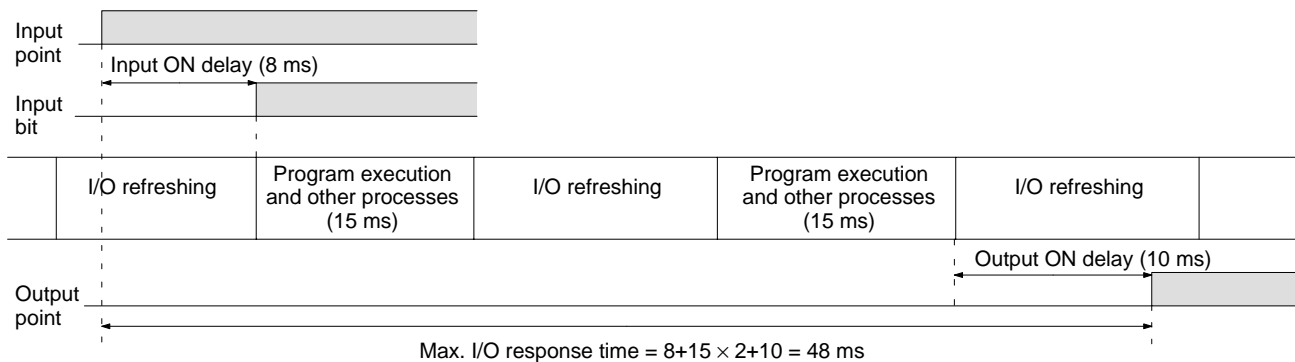 Input
point
Input ON delay (8 ms)
Input
bit
I/O refreshing
Program execution
and other processes
(15 ms)
I/O refreshing
Program execution
and other processes
(15 ms)
I/O refreshing
Output ON delay (10 ms)
Output
point
Max. I/O response time = 8+15 × 2+10 = 48 ms